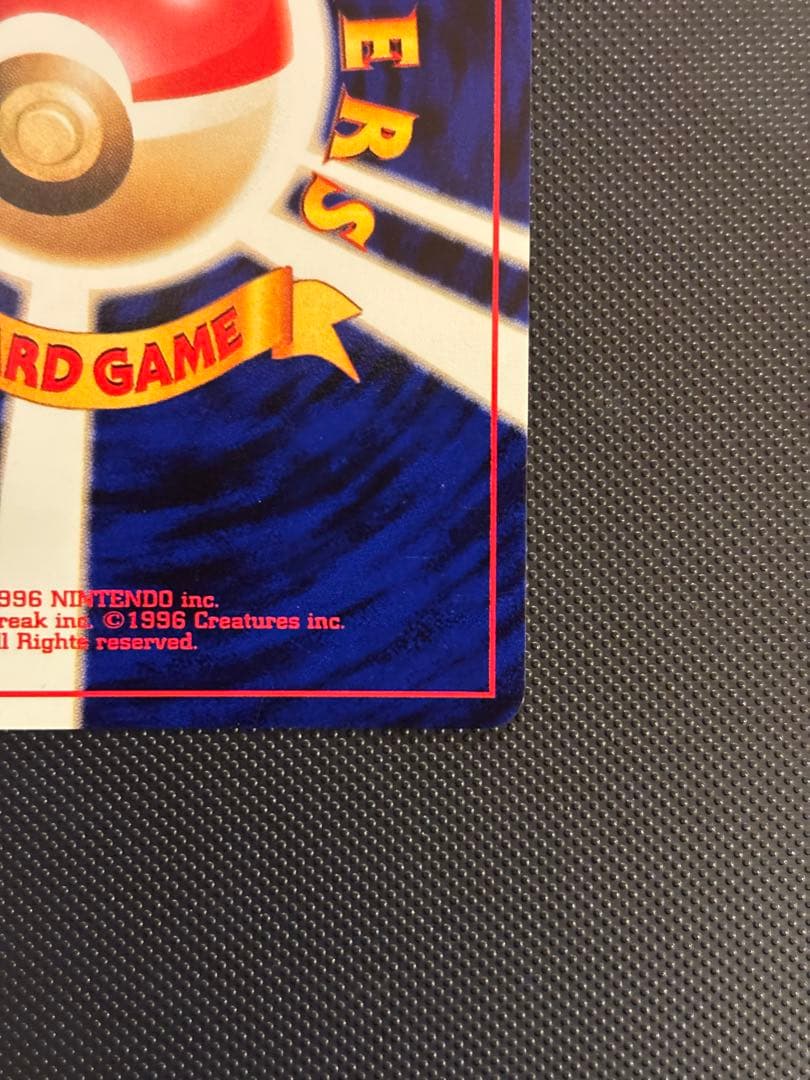 ERS
ARD GAME
996 NINTENDO inc.
reak inc. ©1996 Creatures inc.
ll Rights reserved.